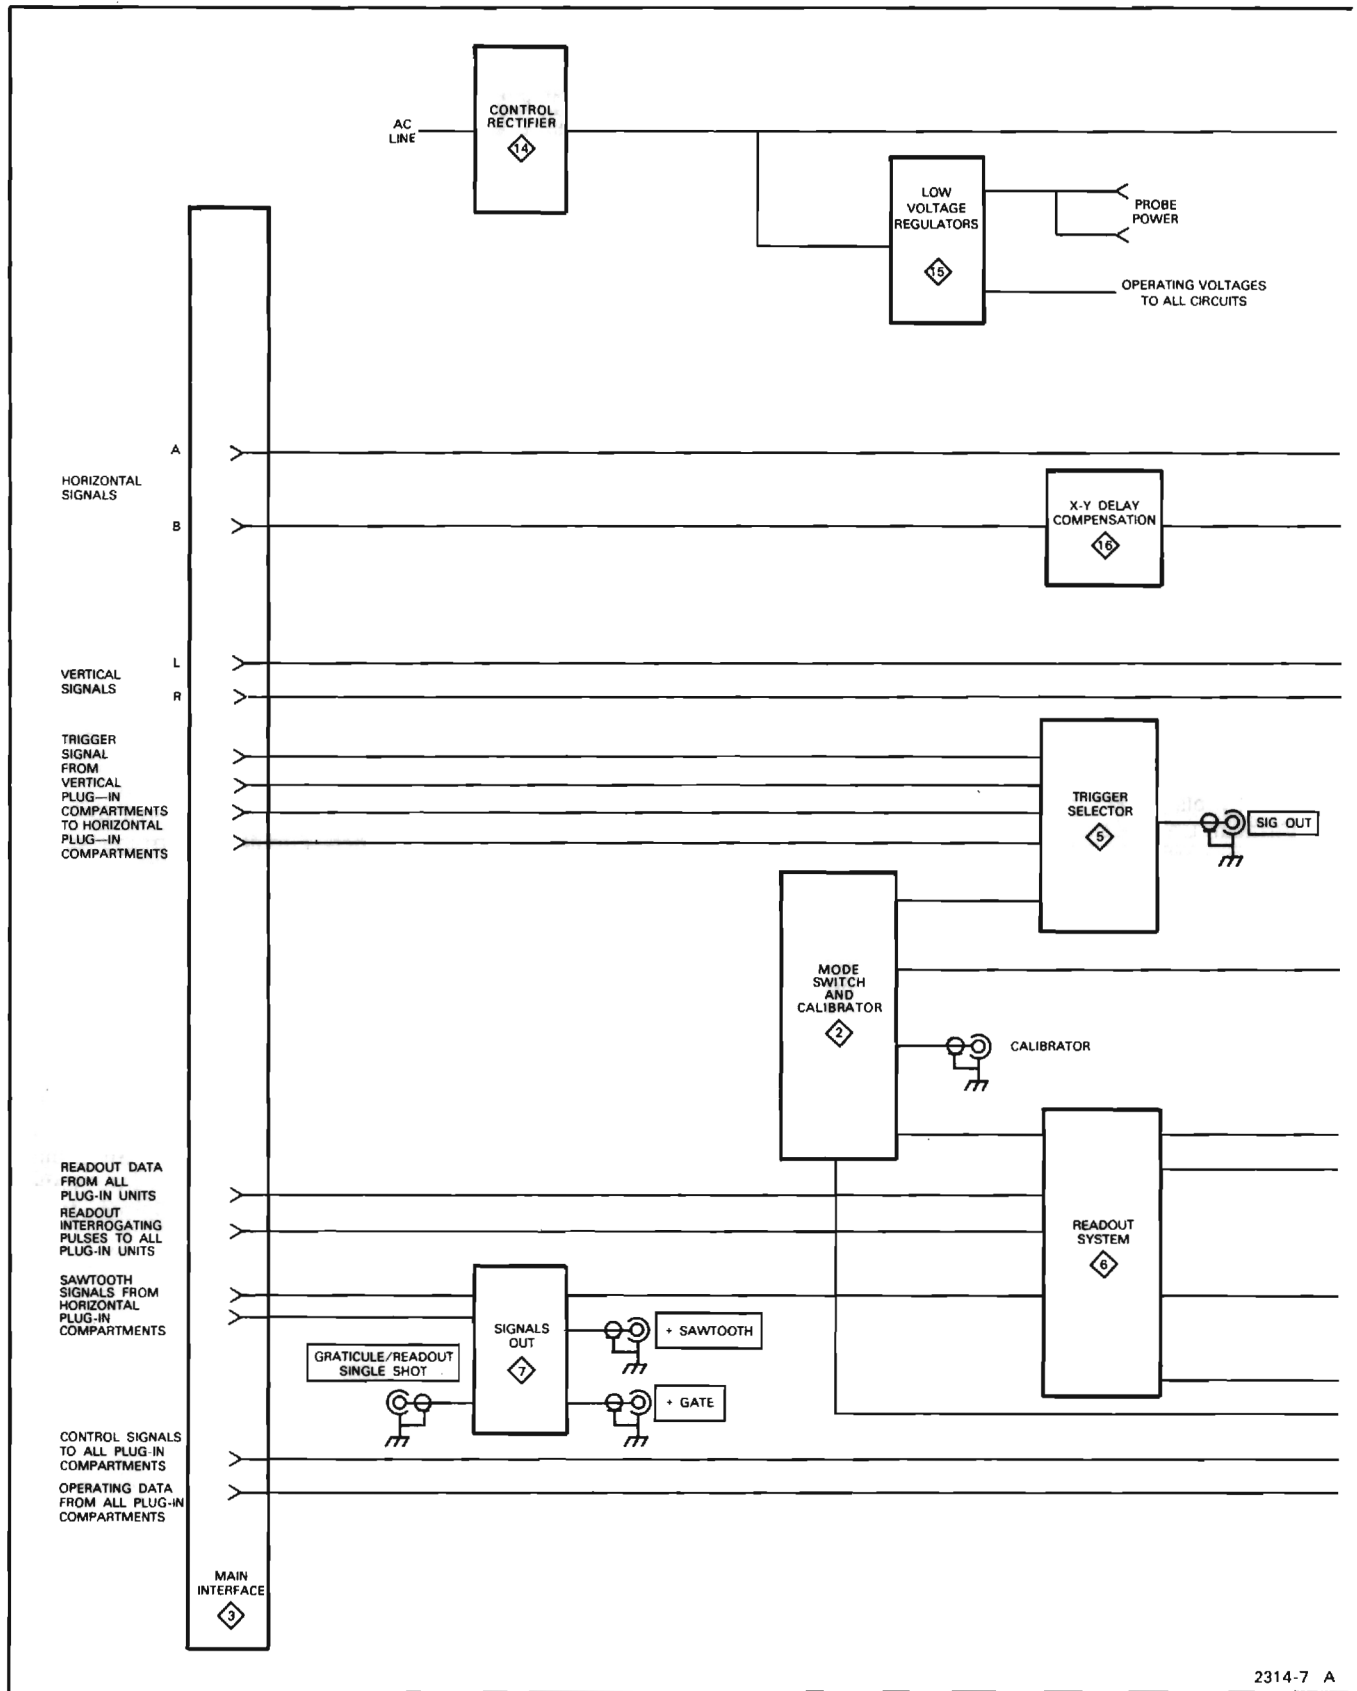 CONTROL
RECTIFIER
14
AC
LINE
LOW
VOLTAGE
REGULATORS
15
PROBE
POWER
OPERATING VOLTAGES
TO ALL CIRCUITS
A
HORIZONTAL
SIGNALS
B
X-Y DELAY
COMPENSATION
16
L
VERTICAL
SIGNALS
R
TRIGGER
SIGNAL
FROM
VERTICAL
PLUG—IN
COMPARTMENTS
TO HORIZONTAL
PLUG—IN
COMPARTMENTS
TRIGGER
SELECTOR
5
SIG OUT
MODE
SWITCH
AND
CALIBRATOR
2
CALIBRATOR
READOUT DATA
FROM ALL
PLUG-IN UNITS
READOUT
INTERROGATING
PULSES TO ALL
PLUG-IN UNITS
READOUT
SYSTEM
6
SAWTOOTH
SIGNALS FROM
HORIZONTAL
PLUG-IN
COMPARTMENTS
SIGNALS
OUT
7
+ SAWTOOTH
GRATICULE/READOUT
SINGLE SHOT
+ GATE
CONTROL SIGNALS
TO ALL PLUG-IN
COMPARTMENTS
OPERATING DATA
FROM ALL PLUG-IN
COMPARTMENTS
MAIN
INTERFACE
3
2314-7 A